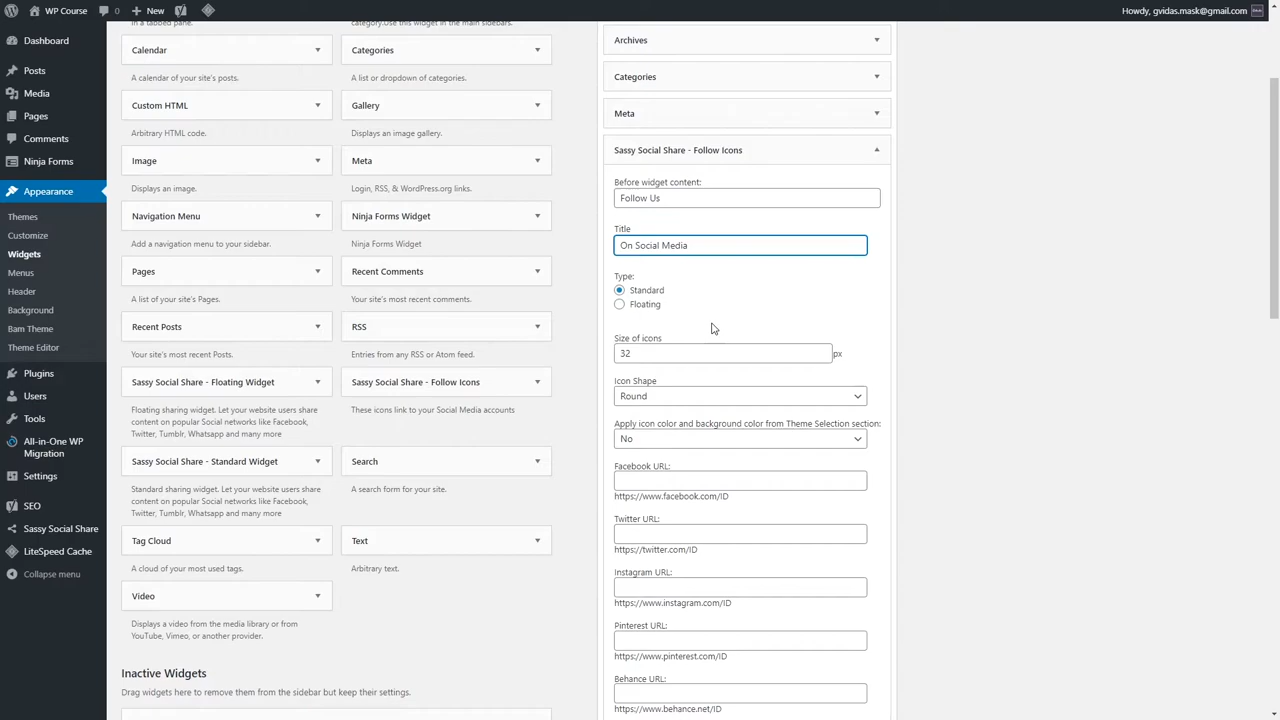 WP Course
0
New
Howdy, gvidas.mask@gmail.com
Dashboard
Posts
Media
Pages
Comments
Ninja Forms
Appearance
Themes
Customize
Widgets
Menus
Header
Background
Bam Theme
Theme Editor
Plugins
Users
Tools
All-in-One WP
Migration
Settings
SEO
Sassy Social Share
LiteSpeed Cache
Collapse menu
in a tabbed pane.
category.Use this widget in the main sidebars.
Calendar
A calendar of your site's posts.
Categories
A list or dropdown of categories.
Custom HTML
Arbitrary HTML code.
Gallery
Displays an image gallery.
Image
Displays an image.
Meta
Login, RSS, & WordPress.org links.
Navigation Menu
Add a navigation menu to your sidebar.
Ninja Forms Widget
Ninja Forms Widget
Pages
A list of your site's Pages.
Recent Comments
Your site's most recent comments.
Recent Posts
Your site's most recent Posts.
RSS
Entries from any RSS or Atom feed.
Sassy Social Share - Floating Widget
Floating sharing widget. Let your website users share
content on popular Social networks like Facebook,
Twitter, Tumblr, Whatsapp and many more
Sassy Social Share - Follow Icons
These icons link to your Social Media accounts
Sassy Social Share - Standard Widget
Standard sharing widget. Let your website users share
content on popular Social networks like Facebook,
Twitter, Tumblr, Whatsapp and many more
Search
A search form for your site.
Tag Cloud
A cloud of your most used tags.
Text
Arbitrary text.
Video
Displays a video from the media library or from
YouTube, Vimeo, or another provider.
Inactive Widgets
Drag widgets here to remove them from the sidebar but keep their settings.
Archives
Categories
Meta
Sassy Social Share - Follow Icons
Before widget content:
Follow Us
Title
On Social Media
Type:
Standard
Floating
Size of icons
32
px
Icon Shape
Round
Apply icon color and background color from Theme Selection section:
No
Facebook URL:
https://www.facebook.com/ID
Twitter URL:
https://twitter.com/ID
Instagram URL:
https://www.instagram.com/ID
Pinterest URL:
https://www.pinterest.com/ID
Behance URL:
https://www.behance.net/ID